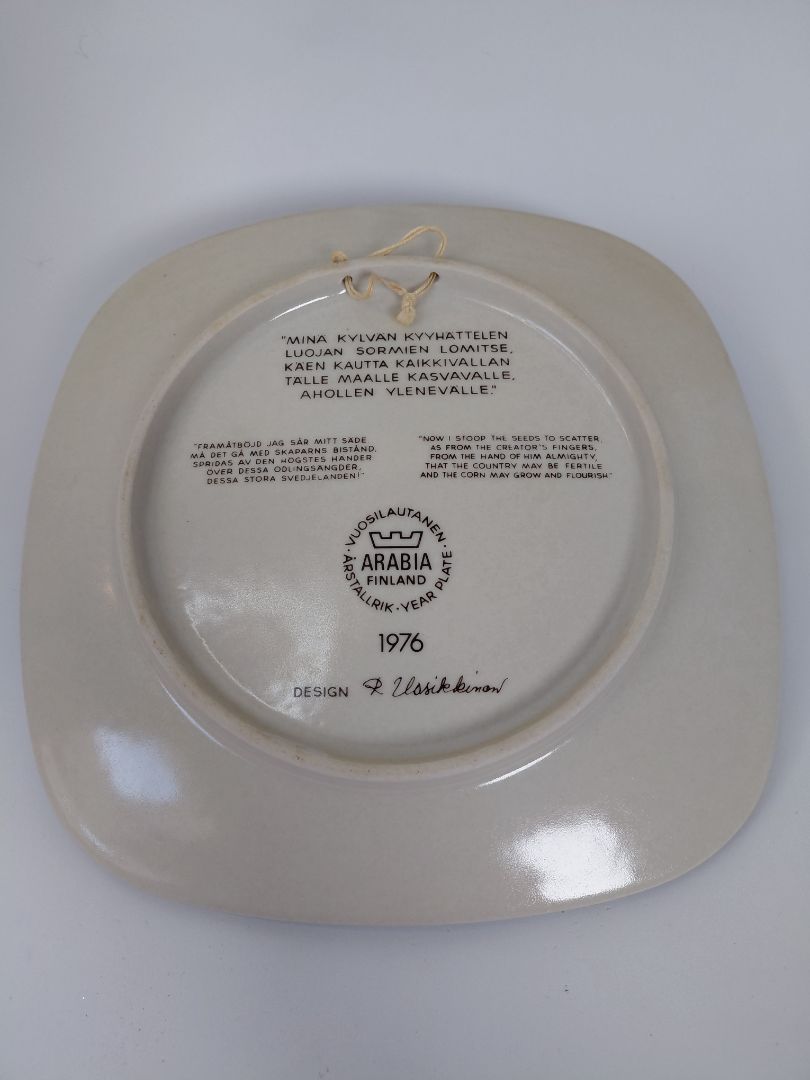 "MINÄ KYLVÄN KYYHÄTTELEN
LUOJAN SORMIEN LOMITSE,
KÄEN KAUTTA KAIKKIVALLAN
TÄLLE MAALLE KASVAVALLE,
AHOLLEN YLENEVÄLLE."
"FRAMÅTBÖJD JAG SÅR MITT SÄDE
MÅ DET GÅ MED SKAPARNS BISTÅND,
SPRIDAS AV DEN HÖGSTES HÄNDER
ÖVER DESSA ODLINGSÄNGDER,
DESSA STORA SVEDJELANDEN!"
"NOW I STOOP THE SEEDS TO SCATTER,
AS FROM THE CREATOR'S FINGERS,
FROM THE HAND OF HIM ALMIGHTY,
THAT THE COUNTRY MAY BE FERTILE
AND THE CORN MAY GROW AND FLOURISH"
· VUOSILAUTANEN ·
ARABIA
FINLAND
ÅRSTALLRIK · YEAR PLATE
1976
DESIGN R. Uosikkinen